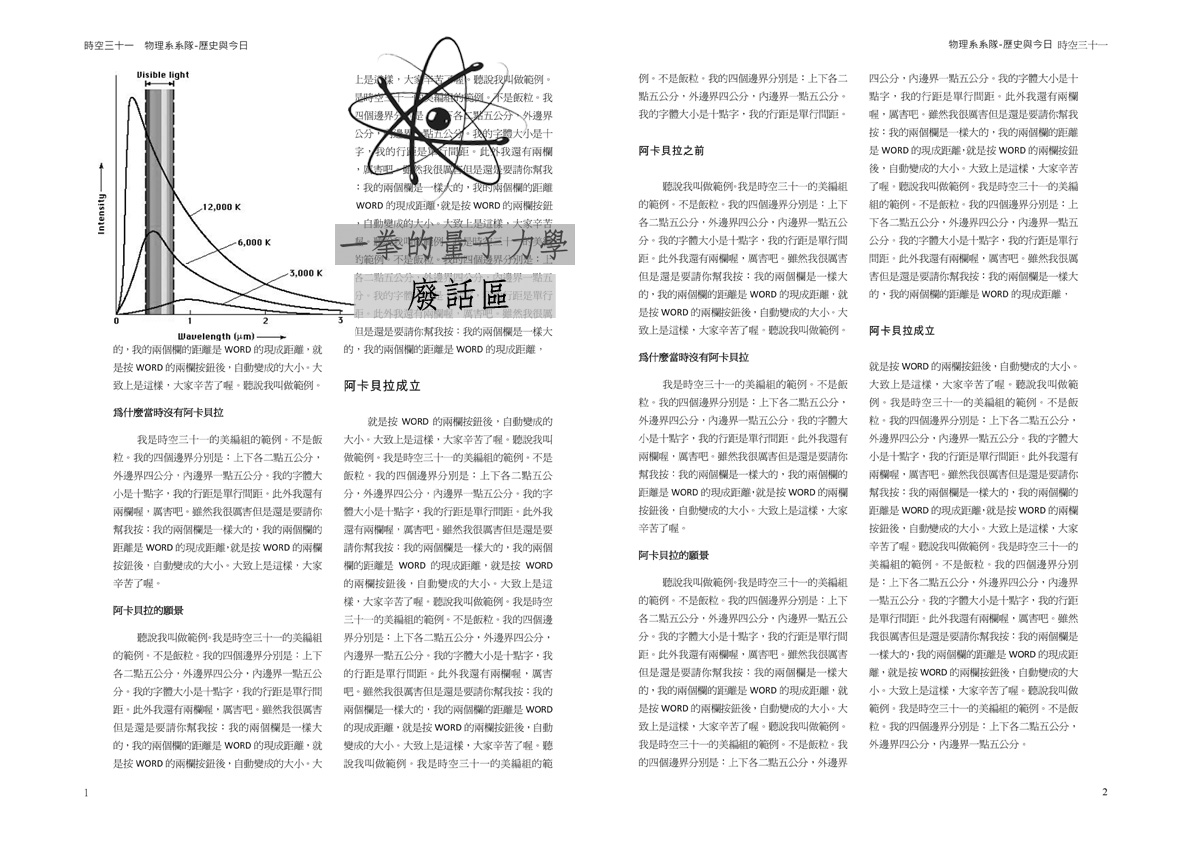 時空三十一 物理系系隊-歷史與今日
Visible light
Intensity
12,000 K
6,000 K
3,000 K
0 1 2 3
Wavelength (μm)
的，我的兩個欄的距離是 WORD 的現成距離，就
是按 WORD 的兩欄按鈕後，自動變成的大小。大
致上是這樣，大家辛苦了喔。聽說我叫做範例。
為什麼當時沒有阿卡貝拉
我是時空三十一的美編組的範例。不是飯
粒。我的四個邊界分別是：上下各二點五公分，
外邊界四公分，內邊界一點五公分。我的字體大
小是十點字，我的行距是單行間距。此外我還有
兩欄喔，厲害吧。雖然我很厲害但是還是要請你
幫我按：我的兩個欄是一樣大的，我的兩個欄的
距離是 WORD 的現成距離，就是按 WORD 的兩欄
按鈕後，自動變成的大小。大致上是這樣，大家
辛苦了喔。
阿卡貝拉的願景
聽說我叫做範例。我是時空三十一的美編組
的範例。不是飯粒。我的四個邊界分別是：上下
各二點五公分，外邊界四公分，內邊界一點五公
分。我的字體大小是十點字，我的行距是單行間
距。此外我還有兩欄喔，厲害吧。雖然我很厲害
但是還是要請你幫我按：我的兩個欄是一樣大
的，我的兩個欄的距離是 WORD 的現成距離，就
是按 WORD 的兩欄按鈕後，自動變成的大小。大
上是這樣，大家辛苦了喔。聽說我叫做範例。
是時空三十一的美編組的範例。不是飯粒。我
四個邊界分別是：上下各二點五公分，外邊界
公分，內邊界一點五公分。我的字體大小是十
字，我的行距是單行間距。此外我還有兩欄
，厲害吧。雖然我很厲害但是還是要請你幫我
：我的兩個欄是一樣大的，我的兩個欄的距離
WORD 的現成距離，就是按 WORD 的兩欄按鈕
，自動變成的大小。大致上是這樣，大家辛苦
一拳的量子力學
廢話區
但是還是要請你幫我按：我的兩個欄是一樣大
的，我的兩個欄的距離是 WORD 的現成距離，
阿卡貝拉成立
就是按 WORD 的兩欄按鈕後，自動變成的
大小。大致上是這樣，大家辛苦了喔。聽說我叫
做範例。我是時空三十一的美編組的範例。不是
飯粒。我的四個邊界分別是：上下各二點五公
分，外邊界四公分，內邊界一點五公分。我的字
體大小是十點字，我的行距是單行間距。此外我
還有兩欄喔，厲害吧。雖然我很厲害但是還是要
請你幫我按：我的兩個欄是一樣大的，我的兩個
欄的距離是 WORD 的現成距離，就是按 WORD
的兩欄按鈕後，自動變成的大小。大致上是這
樣，大家辛苦了喔。聽說我叫做範例。我是時空
三十一的美編組的範例。不是飯粒。我的四個邊
界分別是：上下各二點五公分，外邊界四公分，
內邊界一點五公分。我的字體大小是十點字，我
的行距是單行間距。此外我還有兩欄喔，厲害
吧。雖然我很厲害但是還是要請你幫我按：我的
兩個欄是一樣大的，我的兩個欄的距離是 WORD
的現成距離，就是按 WORD 的兩欄按鈕後，自動
變成的大小。大致上是這樣，大家辛苦了喔。聽
說我叫做範例。我是時空三十一的美編組的範
1
物理系系隊-歷史與今日 時空三十一
例。不是飯粒。我的四個邊界分別是：上下各二
點五公分，外邊界四公分，內邊界一點五公分。
我的字體大小是十點字，我的行距是單行間距。
阿卡貝拉之前
聽說我叫做範例。我是時空三十一的美編組
的範例。不是飯粒。我的四個邊界分別是：上下
各二點五公分，外邊界四公分，內邊界一點五公
分。我的字體大小是十點字，我的行距是單行間
距。此外我還有兩欄喔，厲害吧。雖然我很厲害
但是還是要請你幫我按：我的兩個欄是一樣大
的，我的兩個欄的距離是 WORD 的現成距離，就
是按 WORD 的兩欄按鈕後，自動變成的大小。大
致上是這樣，大家辛苦了喔。聽說我叫做範例。
為什麼當時沒有阿卡貝拉
我是時空三十一的美編組的範例。不是飯
粒。我的四個邊界分別是：上下各二點五公分，
外邊界四公分，內邊界一點五公分。我的字體大
小是十點字，我的行距是單行間距。此外我還有
兩欄喔，厲害吧。雖然我很厲害但是還是要請你
幫我按：我的兩個欄是一樣大的，我的兩個欄的
距離是 WORD 的現成距離，就是按 WORD 的兩欄
按鈕後，自動變成的大小。大致上是這樣，大家
辛苦了喔。
阿卡貝拉的願景
聽說我叫做範例。我是時空三十一的美編組
的範例。不是飯粒。我的四個邊界分別是：上下
各二點五公分，外邊界四公分，內邊界一點五公
分。我的字體大小是十點字，我的行距是單行間
距。此外我還有兩欄喔，厲害吧。雖然我很厲害
但是還是要請你幫我按：我的兩個欄是一樣大
的，我的兩個欄的距離是 WORD 的現成距離，就
是按 WORD 的兩欄按鈕後，自動變成的大小。大
致上是這樣，大家辛苦了喔。聽說我叫做範例。
我是時空三十一的美編組的範例。不是飯粒。我
的四個邊界分別是：上下各二點五公分，外邊界
四公分，內邊界一點五公分。我的字體大小是十
點字，我的行距是單行間距。此外我還有兩欄
喔，厲害吧。雖然我很厲害但是還是要請你幫我
按：我的兩個欄是一樣大的，我的兩個欄的距離
是 WORD 的現成距離，就是按 WORD 的兩欄按鈕
後，自動變成的大小。大致上是這樣，大家辛苦
了喔。聽說我叫做範例。我是時空三十一的美編
組的範例。不是飯粒。我的四個邊界分別是：上
下各二點五公分，外邊界四公分，內邊界一點五
公分。我的字體大小是十點字，我的行距是單行
間距。此外我還有兩欄喔，厲害吧。雖然我很厲
害但是還是要請你幫我按：我的兩個欄是一樣大
的，我的兩個欄的距離是 WORD 的現成距離，
阿卡貝拉成立
就是按 WORD 的兩欄按鈕後，自動變成的大小。
大致上是這樣，大家辛苦了喔。聽說我叫做範
例。我是時空三十一的美編組的範例。不是飯
粒。我的四個邊界分別是：上下各二點五公分，
外邊界四公分，內邊界一點五公分。我的字體大
小是十點字，我的行距是單行間距。此外我還有
兩欄喔，厲害吧。雖然我很厲害但是還是要請你
幫我按：我的兩個欄是一樣大的，我的兩個欄的
距離是 WORD 的現成距離，就是按 WORD 的兩欄
按鈕後，自動變成的大小。大致上是這樣，大家
辛苦了喔。聽說我叫做範例。我是時空三十一的
美編組的範例。不是飯粒。我的四個邊界分別
是：上下各二點五公分，外邊界四公分，內邊界
一點五公分。我的字體大小是十點字，我的行距
是單行間距。此外我還有兩欄喔，厲害吧。雖然
我很厲害但是還是要請你幫我按：我的兩個欄是
一樣大的，我的兩個欄的距離是 WORD 的現成距
離，就是按 WORD 的兩欄按鈕後，自動變成的大
小。大致上是這樣，大家辛苦了喔。聽說我叫做
範例。我是時空三十一的美編組的範例。不是飯
粒。我的四個邊界分別是：上下各二點五公分，
外邊界四公分，內邊界一點五公分。
2